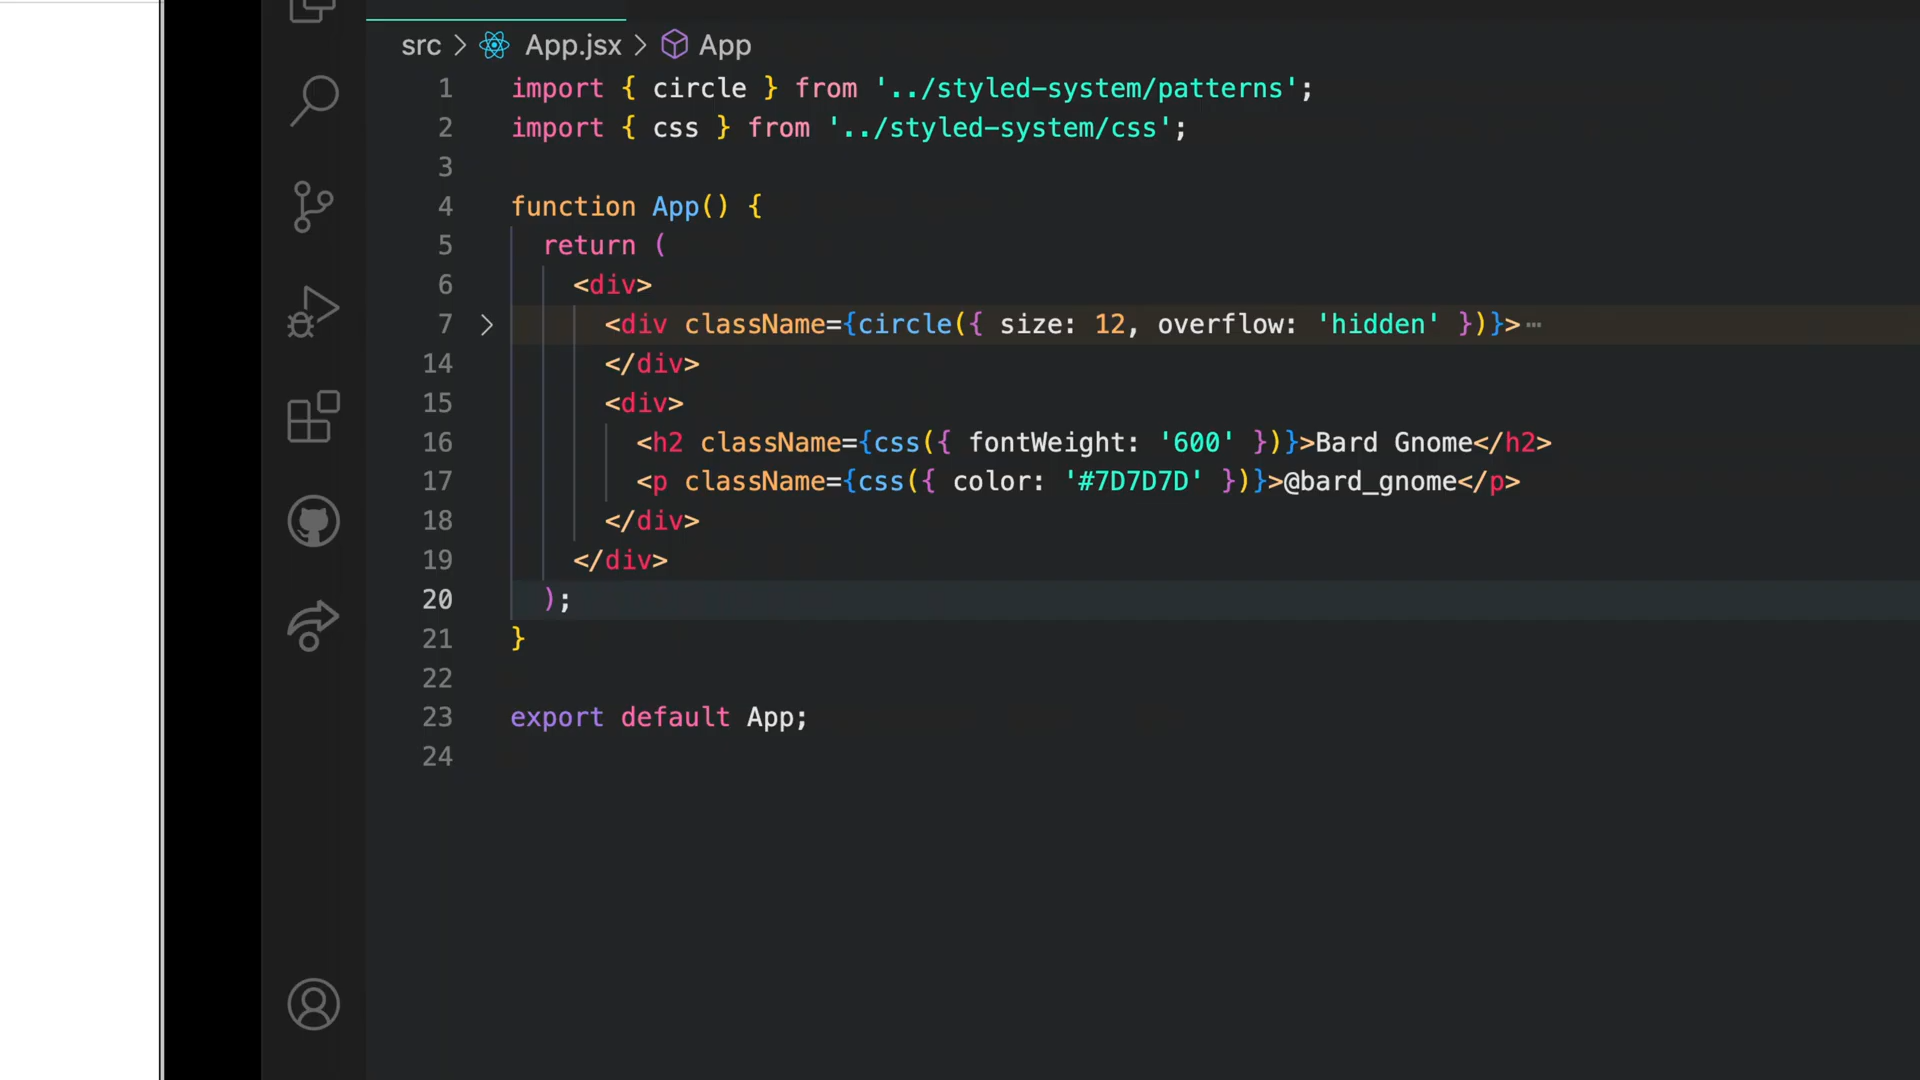 src > App.jsx > App
1 import { circle } from '../styled-system/patterns';
2 import { css } from '../styled-system/css';
3
4 function App() {
5 return (
6 <div>
7 <div className={circle({ size: 12, overflow: 'hidden' })}>⋯
14 </div>
15 <div>
16 <h2 className={css({ fontWeight: '600' })}>Bard Gnome</h2>
17 <p className={css({ color: '#7D7D7D' })}>@bard_gnome</p>
18 </div>
19 </div>
20 );
21 }
22
23 export default App;
24